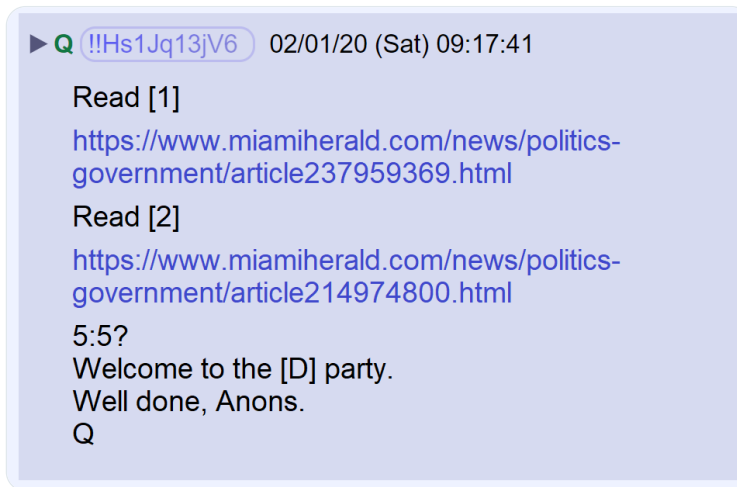 ▶ Q !!Hs1Jq13jV6 02/01/20 (Sat) 09:17:41
Read [1]
https://www.miamiherald.com/news/politics-
government/article237959369.html
Read [2]
https://www.miamiherald.com/news/politics-
government/article214974800.html
5:5?
Welcome to the [D] party.
Well done, Anons.
Q